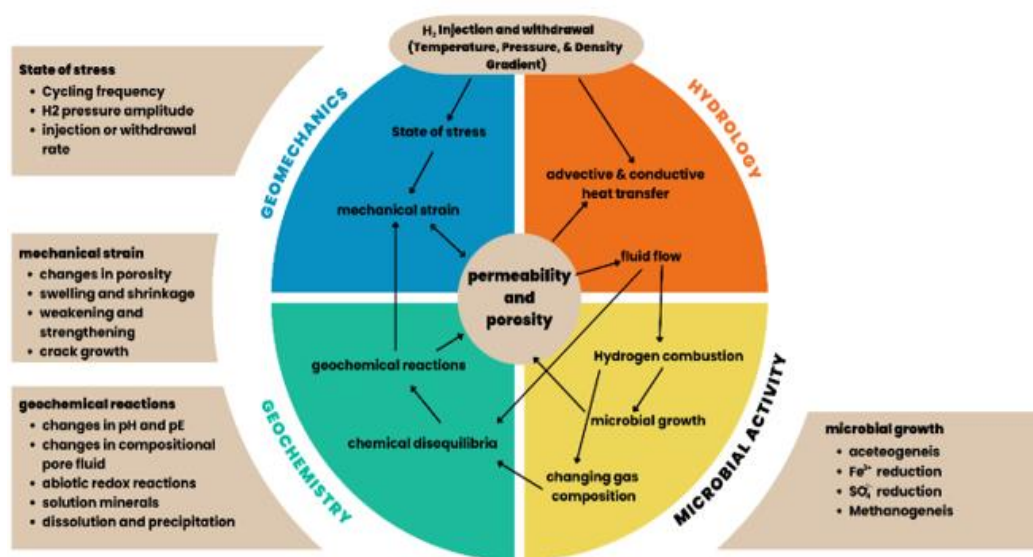 H₂ Injection and withdrawal
(Temperature, Pressure, & Density
Gradient)
State of stress
• Cycling frequency
• H2 pressure amplitude
• injection or withdrawal
rate
GEOMECHANICS
HYDROLOGY
State of stress
mechanical strain
advective & conductive
heat transfer
fluid flow
mechanical strain
• changes in porosity
• swelling and shrinkage
• weakening and
strengthening
• crack growth
permeability
and
porosity
geochemical reactions
chemical disequilibria
Hydrogen combustion
microbial growth
changing gas
composition
geochemical reactions
• changes in pH and pE
• changes in compositional
pore fluid
• abiotic redox reactions
• solution minerals
• dissolution and precipitation
GEOCHEMISTRY
MICROBIAL ACTIVITY
microbial growth
• aceteogeneis
• Fe³⁺ reduction
• SO₄⁻ reduction
• Methanogeneis